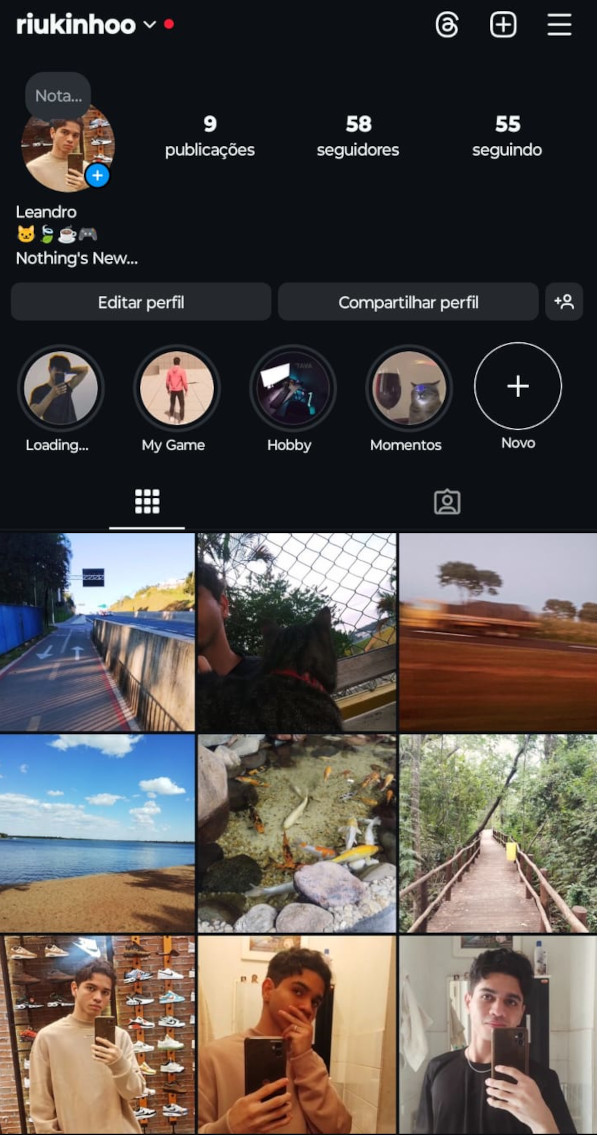 riukinhoo
Nota...
9
publicações
58
seguidores
55
seguindo
Leandro
🐱🍃☕🎮
Nothing's New...
Editar perfil
Compartilhar perfil
Loading...
My Game
Hobby
Momentos
Novo